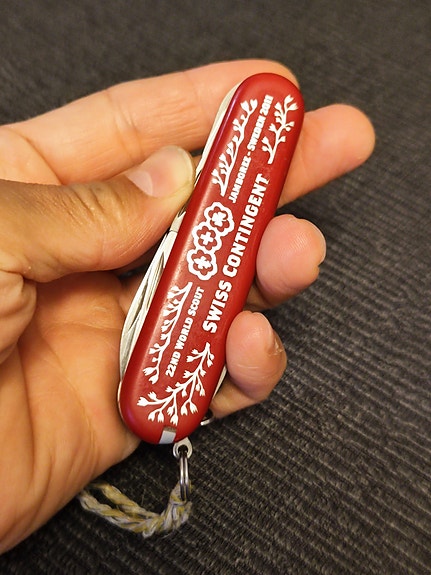 SWISS CONTINGENT
22ND WORLD SCOUT JAMBOREE - SWEDEN 2011